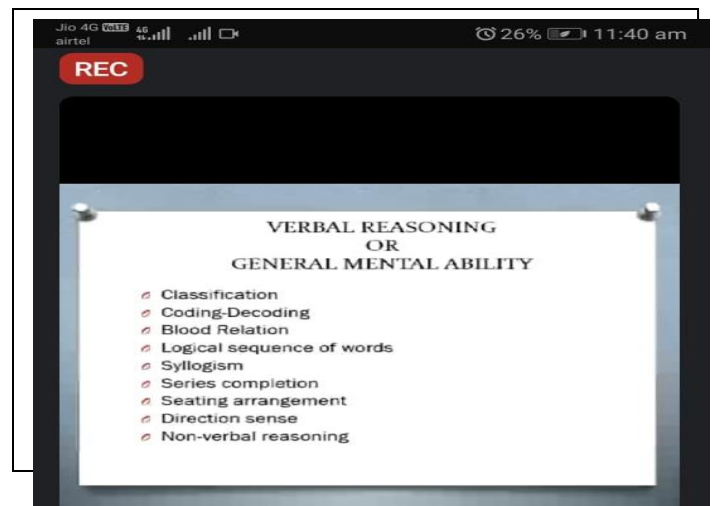 Jio 4G VoLTE 4G
airtel
26% 11:40 am
REC
VERBAL REASONING
OR
GENERAL MENTAL ABILITY
Classification
Coding-Decoding
Blood Relation
Logical sequence of words
Syllogism
Series completion
Seating arrangement
Direction sense
Non-verbal reasoning